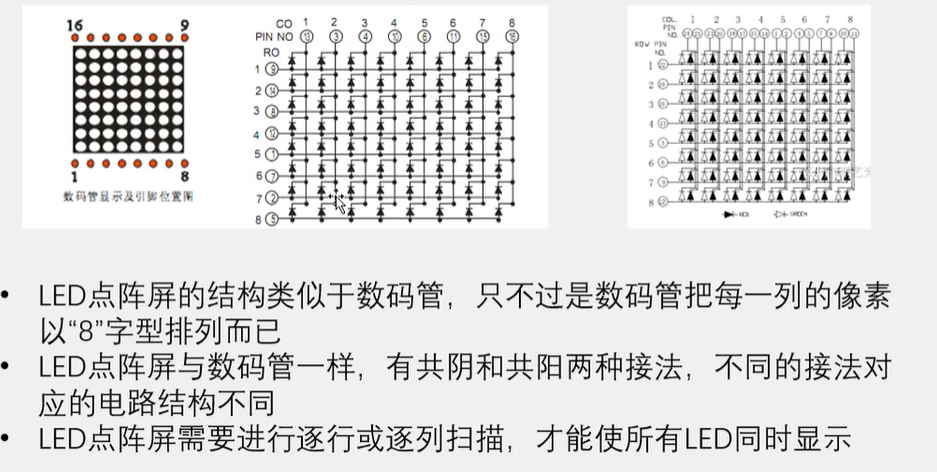 16 9
1 8
数码管显示及引脚位置图
CO 1 2 3 4 5 6 7 8
PIN NO 13 3 4 10 6 11 15 16
RO
1 9
2 14
3 8
4 12
5 1
6 7
7 2
8 5
COL. 1 2 3 4 5 6 7 8
PIN
NO.
ROW PIN
NO.
1
2
3
4
5
6
7
8
RED GREEN
• LED点阵屏的结构类似于数码管，只不过是数码管把每一列的像素
以“8”字型排列而已
• LED点阵屏与数码管一样，有共阴和共阳两种接法，不同的接法对
应的电路结构不同
• LED点阵屏需要进行逐行或逐列扫描，才能使所有LED同时显示